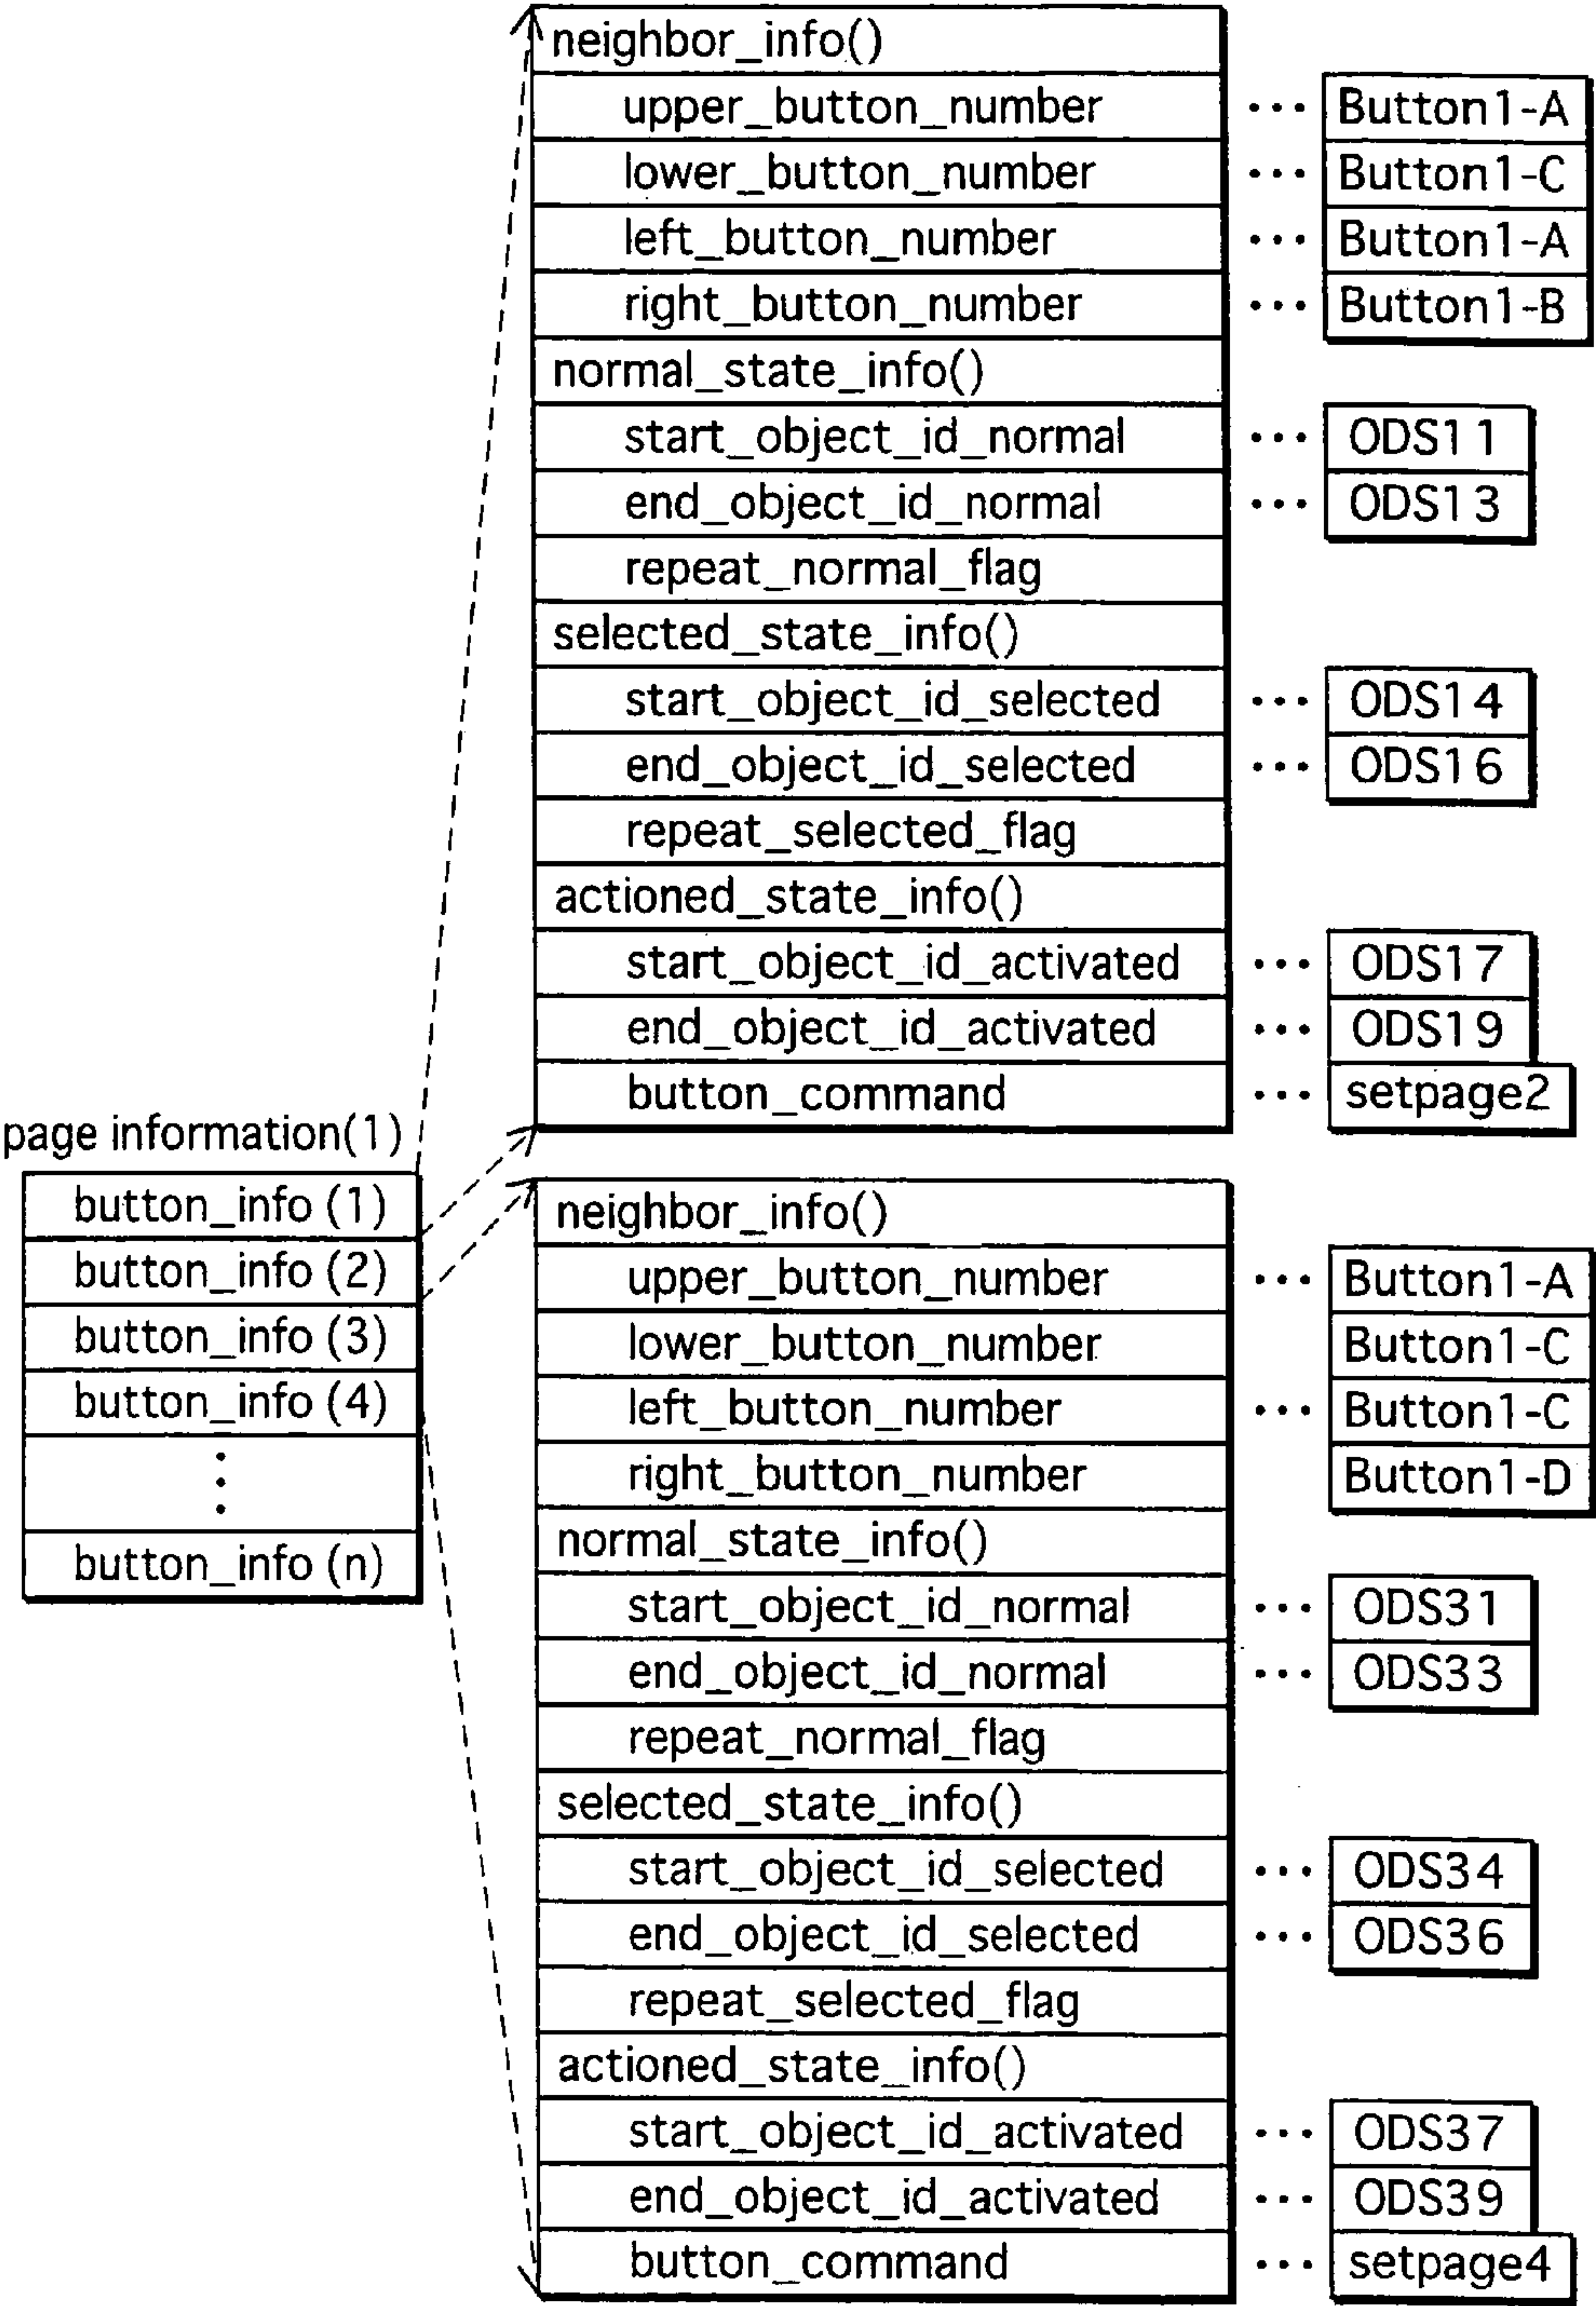 neighbor_info()
upper_button_number ... Button1-A
lower_button_number ... Button1-C
left_button_number ... Button1-A
right_button_number ... Button1-B
normal_state_info()
start_object_id_normal ... ODS11
end_object_id_normal ... ODS13
repeat_normal_flag
selected_state_info()
start_object_id_selected ... ODS14
end_object_id_selected ... ODS16
repeat_selected_flag
actioned_state_info()
start_object_id_activated ... ODS17
end_object_id_activated ... ODS19
button_command ... setpage2
page information(1)
button_info (1)
button_info (2)
button_info (3)
button_info (4)
⋮
button_info (n)
neighbor_info()
upper_button_number ... Button1-A
lower_button_number Button1-C
left_button_number ... Button1-C
right_button_number Button1-D
normal_state_info()
start_object_id_normal ... ODS31
end_object_id_normal ... ODS33
repeat_normal_flag
selected_state_info()
start_object_id_selected ... ODS34
end_object_id_selected ... ODS36
repeat_selected_flag
actioned_state_info()
start_object_id_activated ... ODS37
end_object_id_activated ... ODS39
button_command ... setpage4